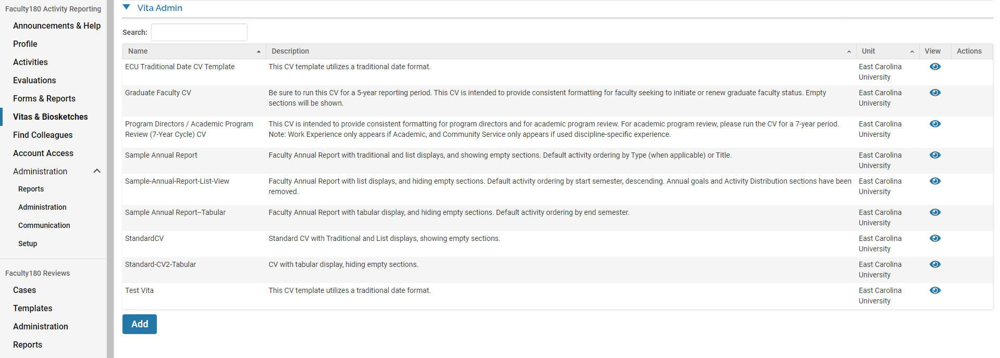 Faculty180 Activity Reporting
Announcements & Help
Profile
Activities
Evaluations
Forms & Reports
Vitas & Biosketches
Find Colleagues
Account Access
Administration
Reports
Administration
Communication
Setup
Faculty180 Reviews
Cases
Templates
Administration
Reports
Vita Admin
Search:
Name Description Unit View Actions
ECU Traditional Date CV Template This CV template utilizes a traditional date format. East Carolina
University
Graduate Faculty CV Be sure to run this CV for a 5-year reporting period. This CV is intended to provide consistent formatting for faculty seeking to initiate or renew graduate faculty status. Empty East Carolina
sections will be shown. University
Program Directors / Academic Program This CV is intended to provide consistent formatting for program directors and for academic program review. For academic program review, please run the CV for a 7-year period. East Carolina
Review (7-Year Cycle) CV Note: Work Experience only appears if Academic, and Community Service only appears if used discipline-specific experience. University
Sample Annual Report Faculty Annual Report with traditional and list displays, and showing empty sections. Default activity ordering by Type (when applicable) or Title. East Carolina
University
Sample-Annual-Report-List-View Faculty Annual Report with list displays, and hiding empty sections. Default activity ordering by start semester, descending. Annual goals and Activity Distribution sections have been East Carolina
removed. University
Sample Annual Report--Tabular Faculty Annual Report with tabular display, and hiding empty sections. Default activity ordering by end semester. East Carolina
University
StandardCV Standard CV with Traditional and List displays, showing empty sections. East Carolina
University
Standard-CV2-Tabular CV with tabular display, hiding empty sections. East Carolina
University
Test Vita This CV template utilizes a traditional date format. East Carolina
University
Add